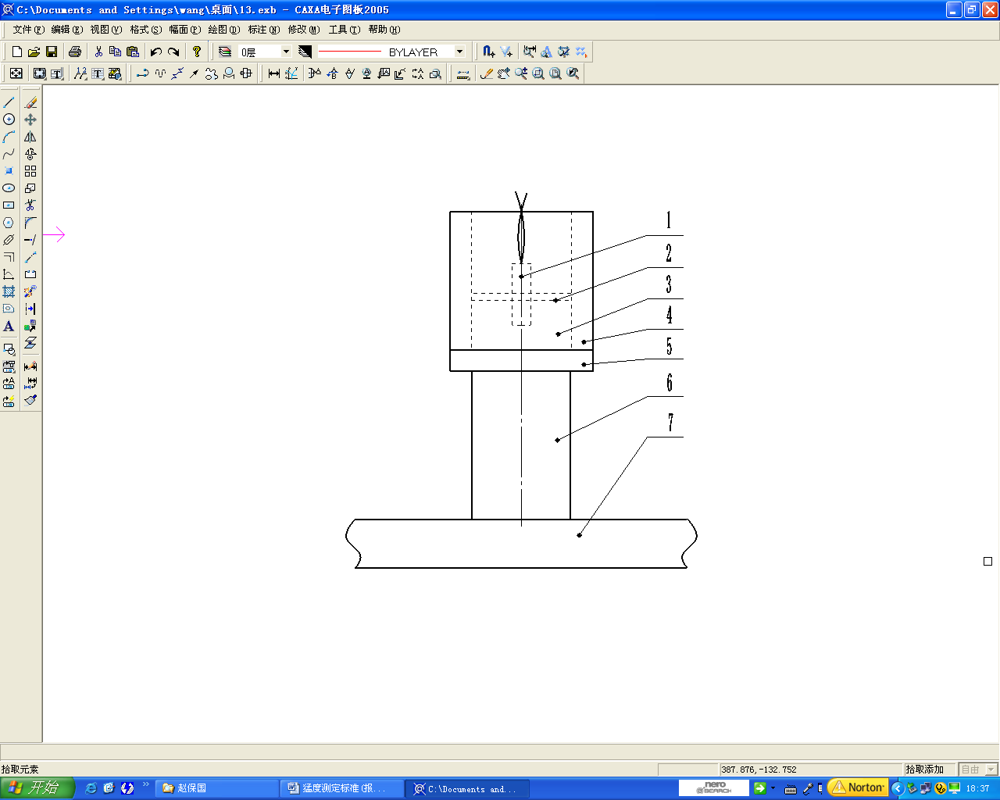 C:\Documents and Settings\wang\桌面\13.exb - CAXA电子图板2005
文件(F) 编辑(E) 视图(V) 格式(S) 幅面(P) 绘图(D) 标注(N) 修改(M) 工具(T) 帮助(H)
0层 BYLAYER
1
2
3
4
5
6
7
拾取元素 387.876,-132.752 拾取添加 自由
开始 赵保国 猛度测定标准(报... C:\Documents and... nero SEARCH Norton 18:37